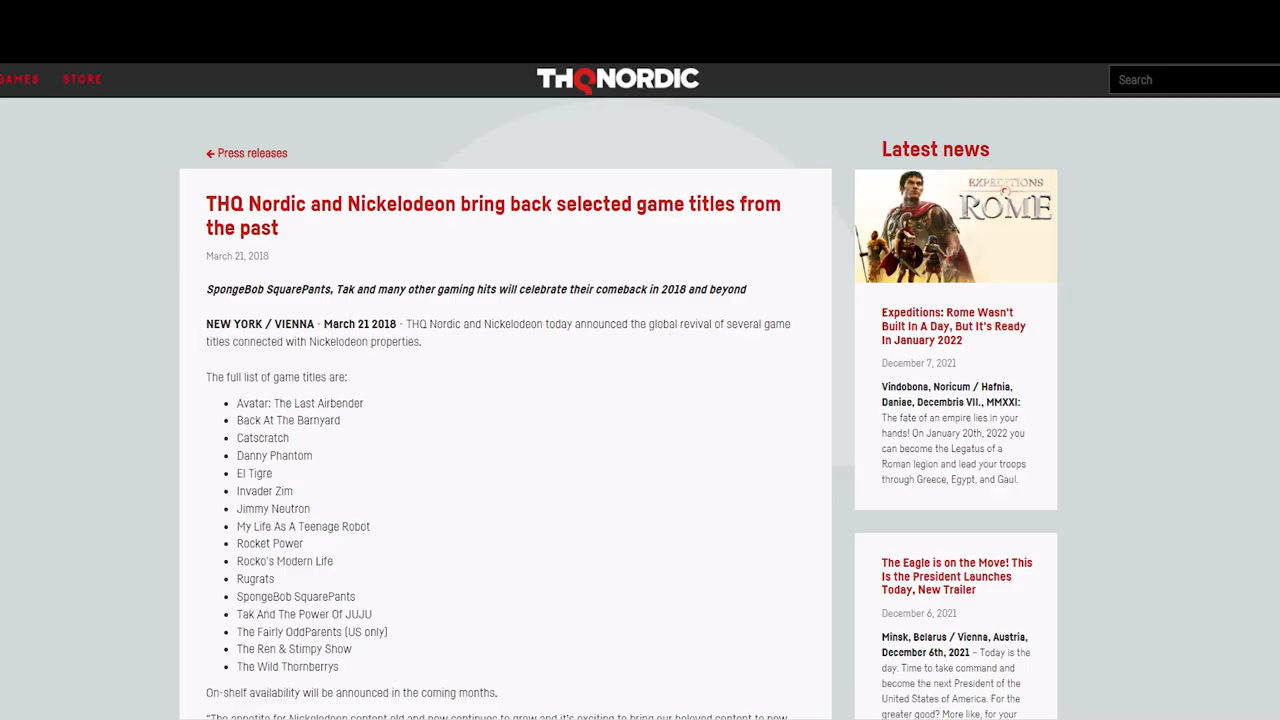 GAMES
STORE
THQNORDIC
Search
← Press releases
THQ Nordic and Nickelodeon bring back selected game titles from
the past
March 21, 2018
SpongeBob SquarePants, Tak and many other gaming hits will celebrate their comeback in 2018 and beyond
NEW YORK / VIENNA - March 21 2018 - THQ Nordic and Nickelodeon today announced the global revival of several game
titles connected with Nickelodeon properties.
The full list of game titles are:
• Avatar: The Last Airbender
• Back At The Barnyard
• Catscratch
• Danny Phantom
• El Tigre
• Invader Zim
• Jimmy Neutron
• My Life As A Teenage Robot
• Rocket Power
• Rocko's Modern Life
• Rugrats
• SpongeBob SquarePants
• Tak And The Power Of JUJU
• The Fairly OddParents (US only)
• The Ren & Stimpy Show
• The Wild Thornberrys
On-shelf availability will be announced in the coming months.
"The appetite for Nickelodeon content old and new continues to grow and it's exciting to bring our beloved content to new
Latest news
EXPEDITIONS
ROME
Expeditions: Rome Wasn't
Built In A Day, But It's Ready
In January 2022
December 7, 2021
Vindobona, Noricum / Hafnia,
Daniae, Decembris VII., MMXXI:
The fate of an empire lies in your
hands! On January 20th, 2022 you
can become the Legatus of a
Roman legion and lead your troops
through Greece, Egypt, and Gaul.
The Eagle is on the Move! This
Is the President Launches
Today, New Trailer
December 6, 2021
Minsk, Belarus / Vienna, Austria,
December 6th, 2021 – Today is the
day. Time to take command and
become the next President of the
United States of America. For the
greater good? More like, for your